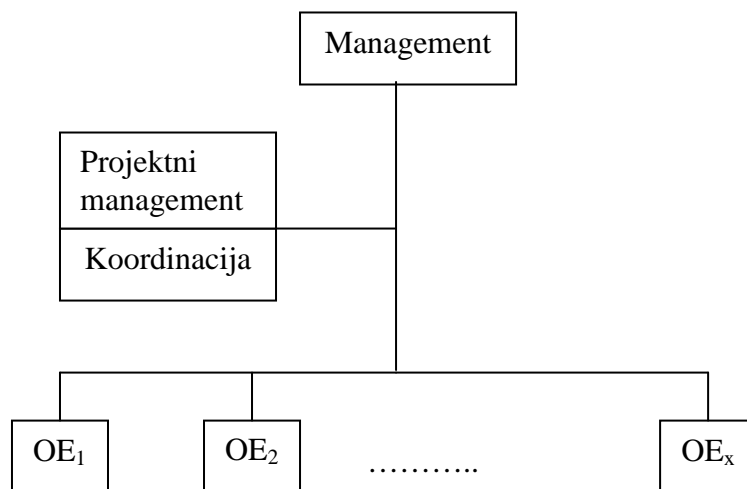 Management
Projektni
management
Koordinacija
OE₁ OE₂ ……….. OEₓ